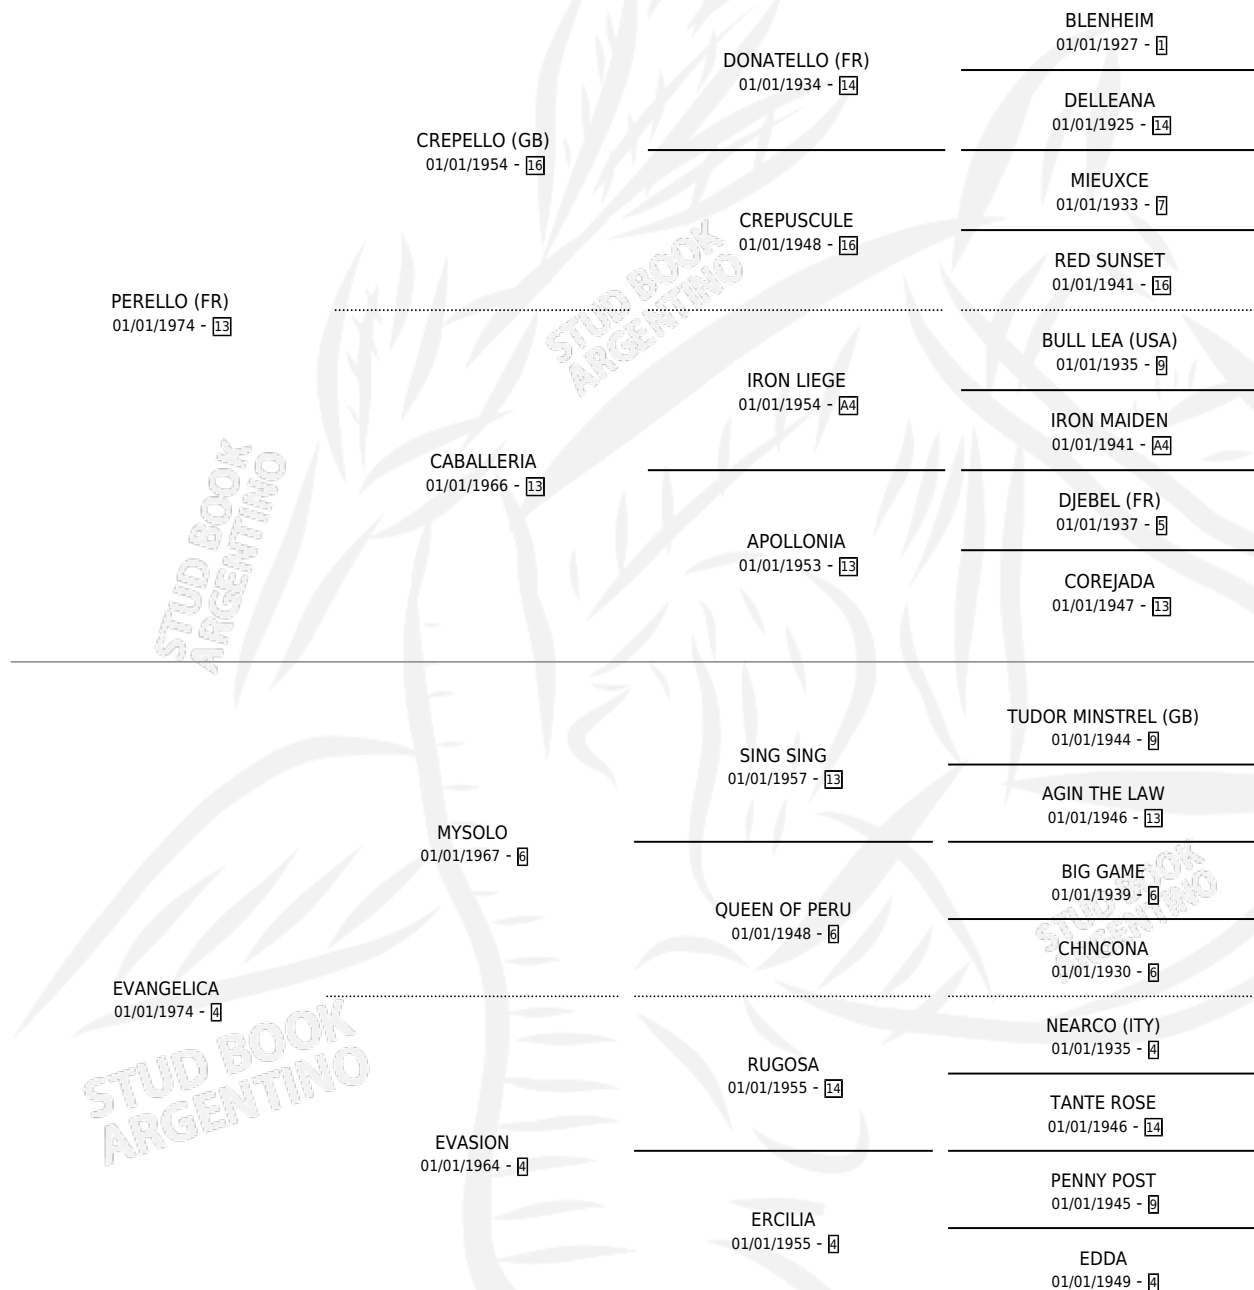 BLENHEIM
01/01/1927 - 1
DONATELLO (FR)
01/01/1934 - 14
DELLEANA
01/01/1925 - 14
CREPELLO (GB)
01/01/1954 - 16
MIEUXCE
01/01/1933 - 7
CREPUSCULE
01/01/1948 - 16
RED SUNSET
01/01/1941 - 16
PERELLO (FR)
01/01/1974 - 13
BULL LEA (USA)
01/01/1935 - 9
IRON LIEGE
01/01/1954 - A4
IRON MAIDEN
01/01/1941 - A4
CABALLERIA
01/01/1966 - 13
DJEBEL (FR)
01/01/1937 - 5
APOLLONIA
01/01/1953 - 13
COREJADA
01/01/1947 - 13
TUDOR MINSTREL (GB)
01/01/1944 - 9
SING SING
01/01/1957 - 13
AGIN THE LAW
01/01/1946 - 13
MYSOLO
01/01/1967 - 6
BIG GAME
01/01/1939 - 6
QUEEN OF PERU
01/01/1948 - 6
CHINCONA
01/01/1930 - 6
EVANGELICA
01/01/1974 - 4
NEARCO (ITY)
01/01/1935 - 4
RUGOSA
01/01/1955 - 14
TANTE ROSE
01/01/1946 - 14
EVASION
01/01/1964 - 4
PENNY POST
01/01/1945 - 9
ERCILIA
01/01/1955 - 4
EDDA
01/01/1949 - 4
STUD BOOK
ARGENTINO
STUD BOOK
ARGENTINO
STUD BOOK
ARGENTINO
STUD BOOK
ARGENTINO